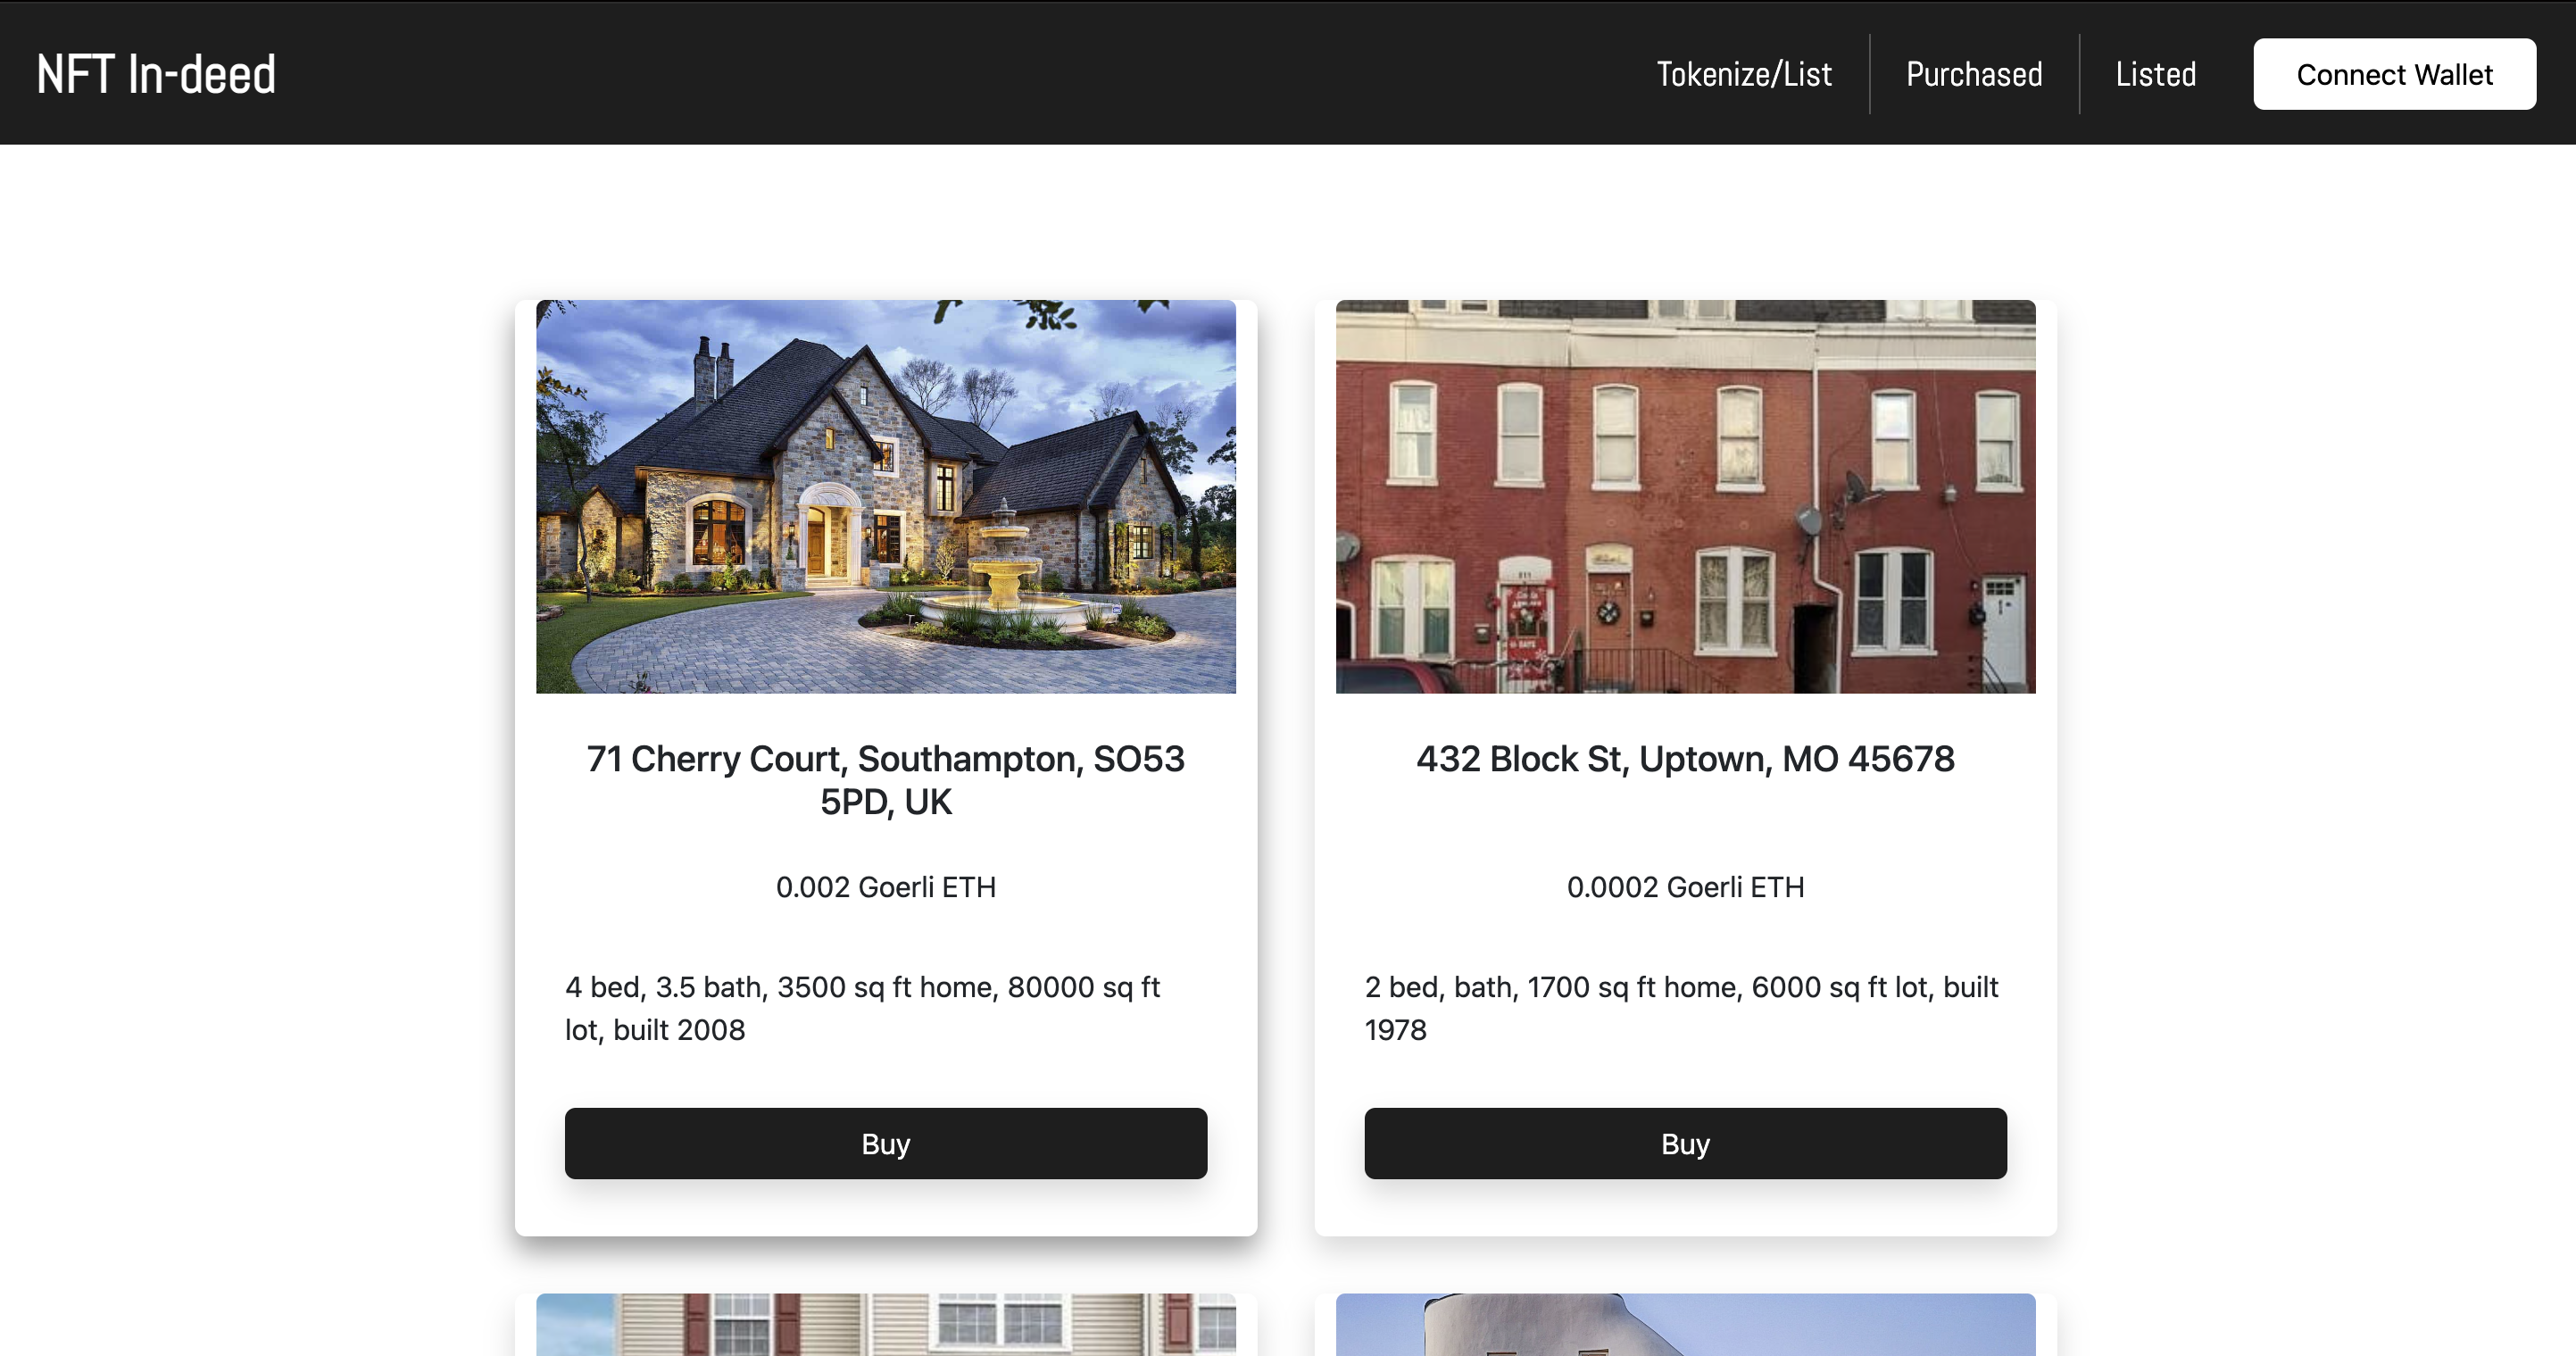 NFT In-deed
Tokenize/List
Purchased
Listed
Connect Wallet
71 Cherry Court, Southampton, SO53
5PD, UK
0.002 Goerli ETH
4 bed, 3.5 bath, 3500 sq ft home, 80000 sq ft
lot, built 2008
Buy
432 Block St, Uptown, MO 45678
0.0002 Goerli ETH
2 bed, bath, 1700 sq ft home, 6000 sq ft lot, built
1978
Buy